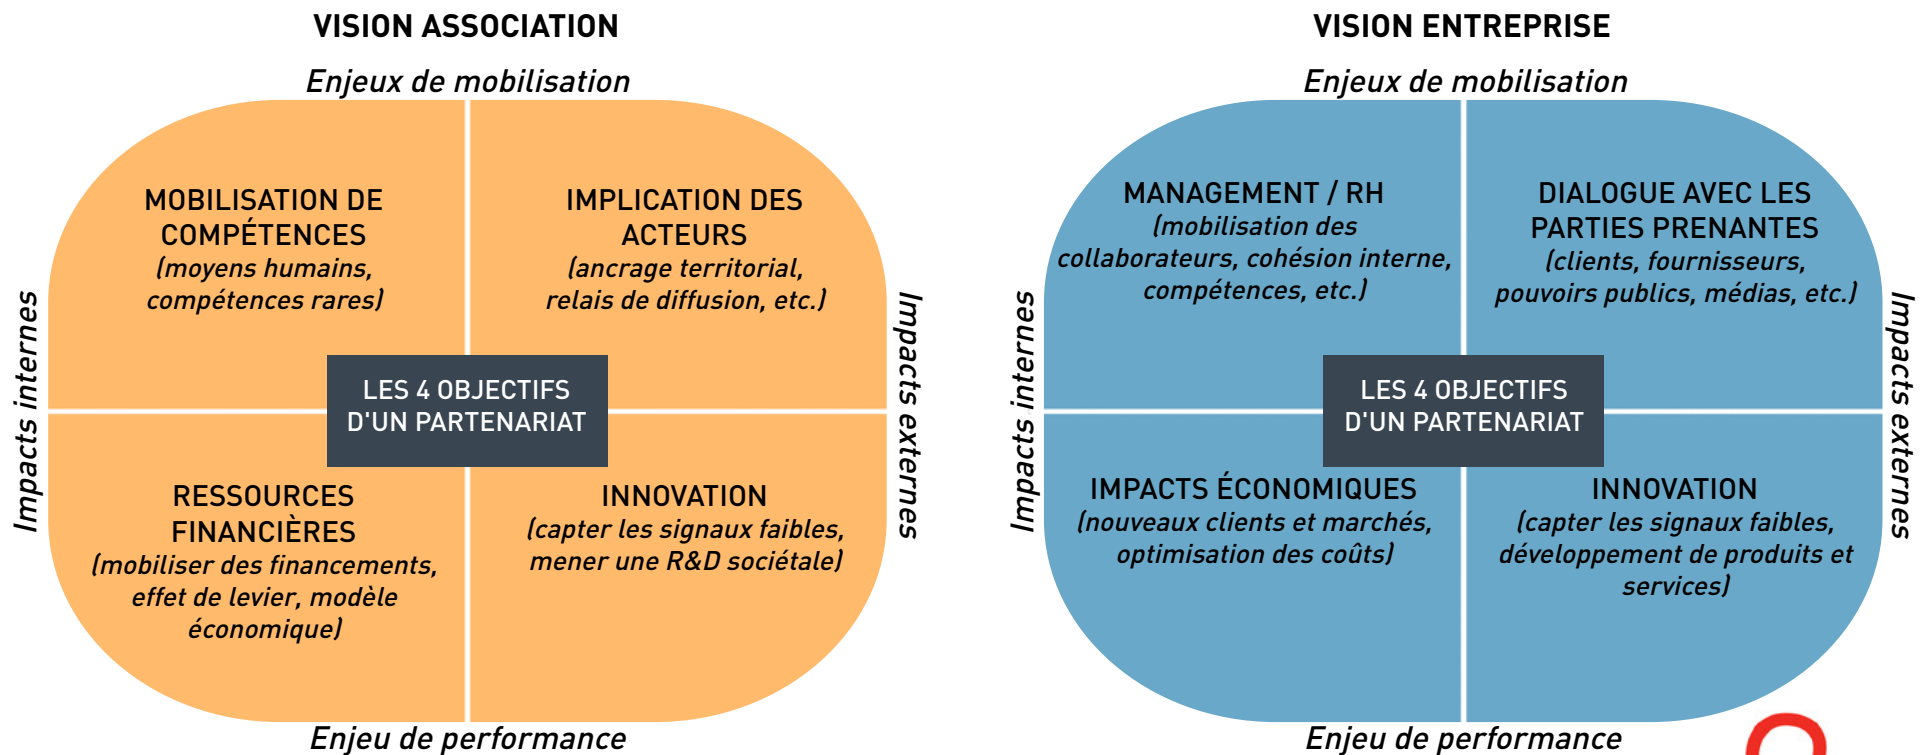 VISION ASSOCIATION
Enjeux de mobilisation
MOBILISATION DE
COMPÉTENCES
(moyens humains,
compétences rares)
IMPLICATION DES
ACTEURS
(ancrage territorial,
relais de diffusion, etc.)
Impacts internes
Impacts externes
LES 4 OBJECTIFS
D'UN PARTENARIAT
RESSOURCES
FINANCIÈRES
(mobiliser des financements,
effet de levier, modèle
économique)
INNOVATION
(capter les signaux faibles,
mener une R&D sociétale)
Enjeu de performance
VISION ENTREPRISE
Enjeux de mobilisation
MANAGEMENT / RH
(mobilisation des
collaborateurs, cohésion interne,
compétences, etc.)
DIALOGUE AVEC LES
PARTIES PRENANTES
(clients, fournisseurs,
pouvoirs publics, médias, etc.)
Impacts internes
Impacts externes
LES 4 OBJECTIFS
D'UN PARTENARIAT
IMPACTS ÉCONOMIQUES
(nouveaux clients et marchés,
optimisation des coûts)
INNOVATION
(capter les signaux faibles,
développement de produits et
services)
Enjeu de performance